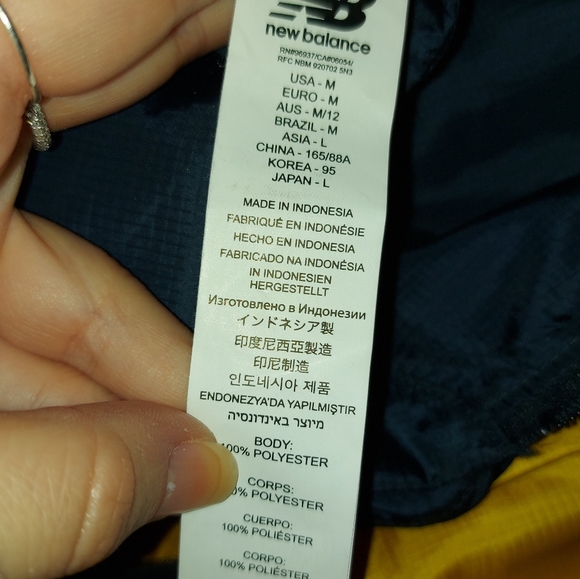 new balance
RN#96937/CA#06054/
RFC NBM 920702 5N3
USA - M
EURO - M
AUS - M/12
BRAZIL - M
ASIA - L
CHINA - 165/88A
KOREA - 95
JAPAN - L
MADE IN INDONESIA
FABRIQUÉ EN INDONÉSIE
HECHO EN INDONESIA
FABRICADO NA INDONÉSIA
IN INDONESIEN
HERGESTELLT
Изготовлено в Индонезии
インドネシア製
印度尼西亞製造
印尼制造
인도네시아 제품
ENDONEZYA'DA YAPILMIŞTIR
מיוצר באינדונסיה
BODY:
100% POLYESTER
CORPS:
0% POLYESTER
CUERPO:
100% POLIÉSTER
CORPO:
100% POLIÉSTER